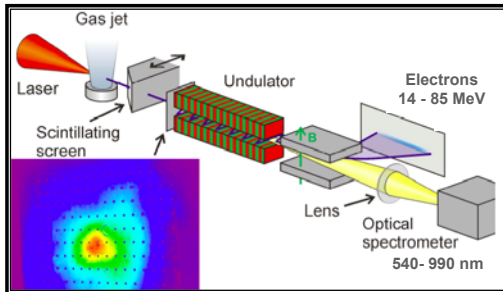 Gas jet
Laser
Undulator
Electrons
14 - 85 MeV
Scintillating
screen
B
Lens
Optical
spectrometer
540- 990 nm